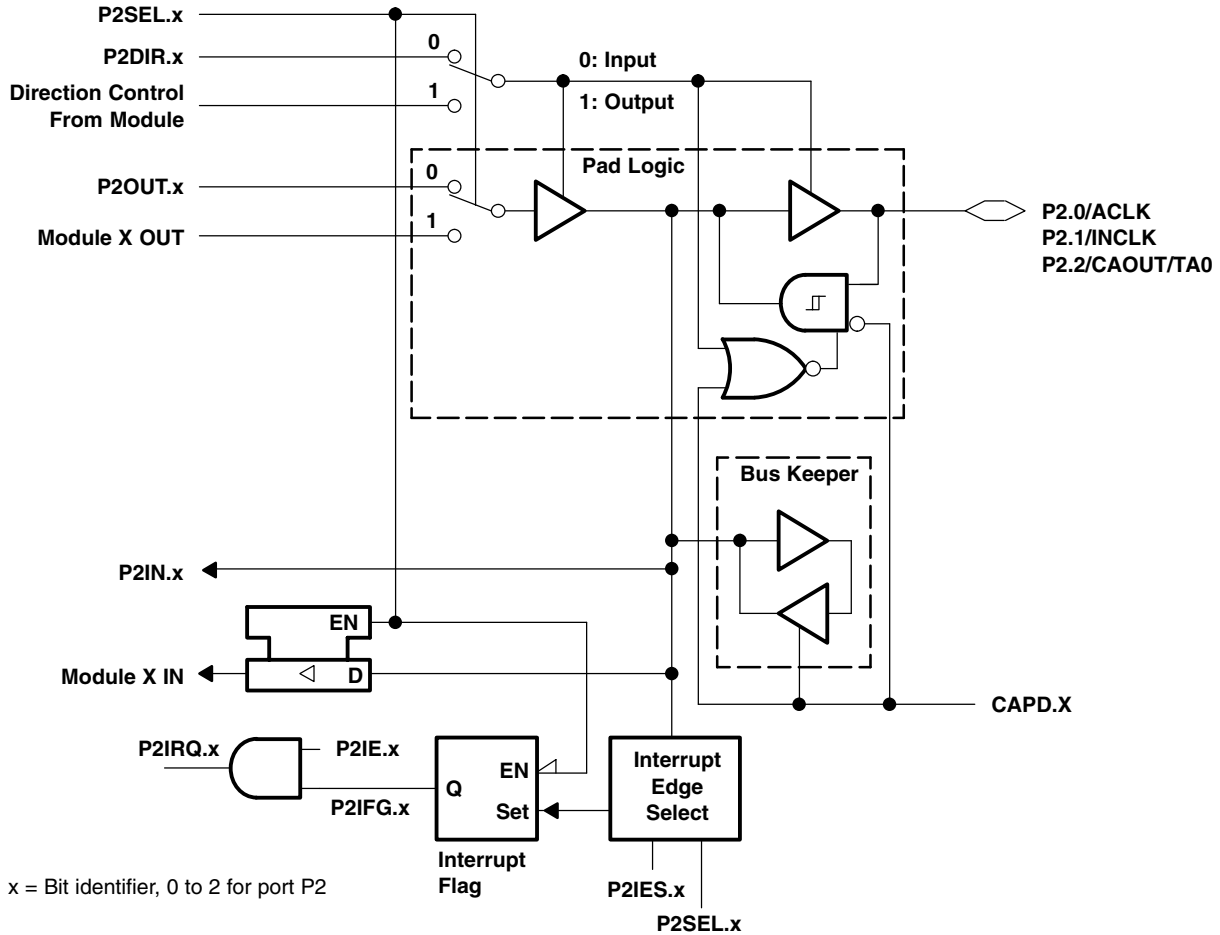 P2SEL.x
P2DIR.x
0
Direction Control
From Module
1
0: Input
1: Output
Pad Logic
P2OUT.x
0
Module X OUT
1
P2.0/ACLK
P2.1/INCLK
P2.2/CAOUT/TA0
Bus Keeper
P2IN.x
EN
Module X IN
D
CAPD.X
P2IRQ.x
P2IE.x
P2IFG.x
Q
EN
Set
Interrupt
Flag
Interrupt
Edge
Select
P2IES.x
P2SEL.x
x = Bit identifier, 0 to 2 for port P2